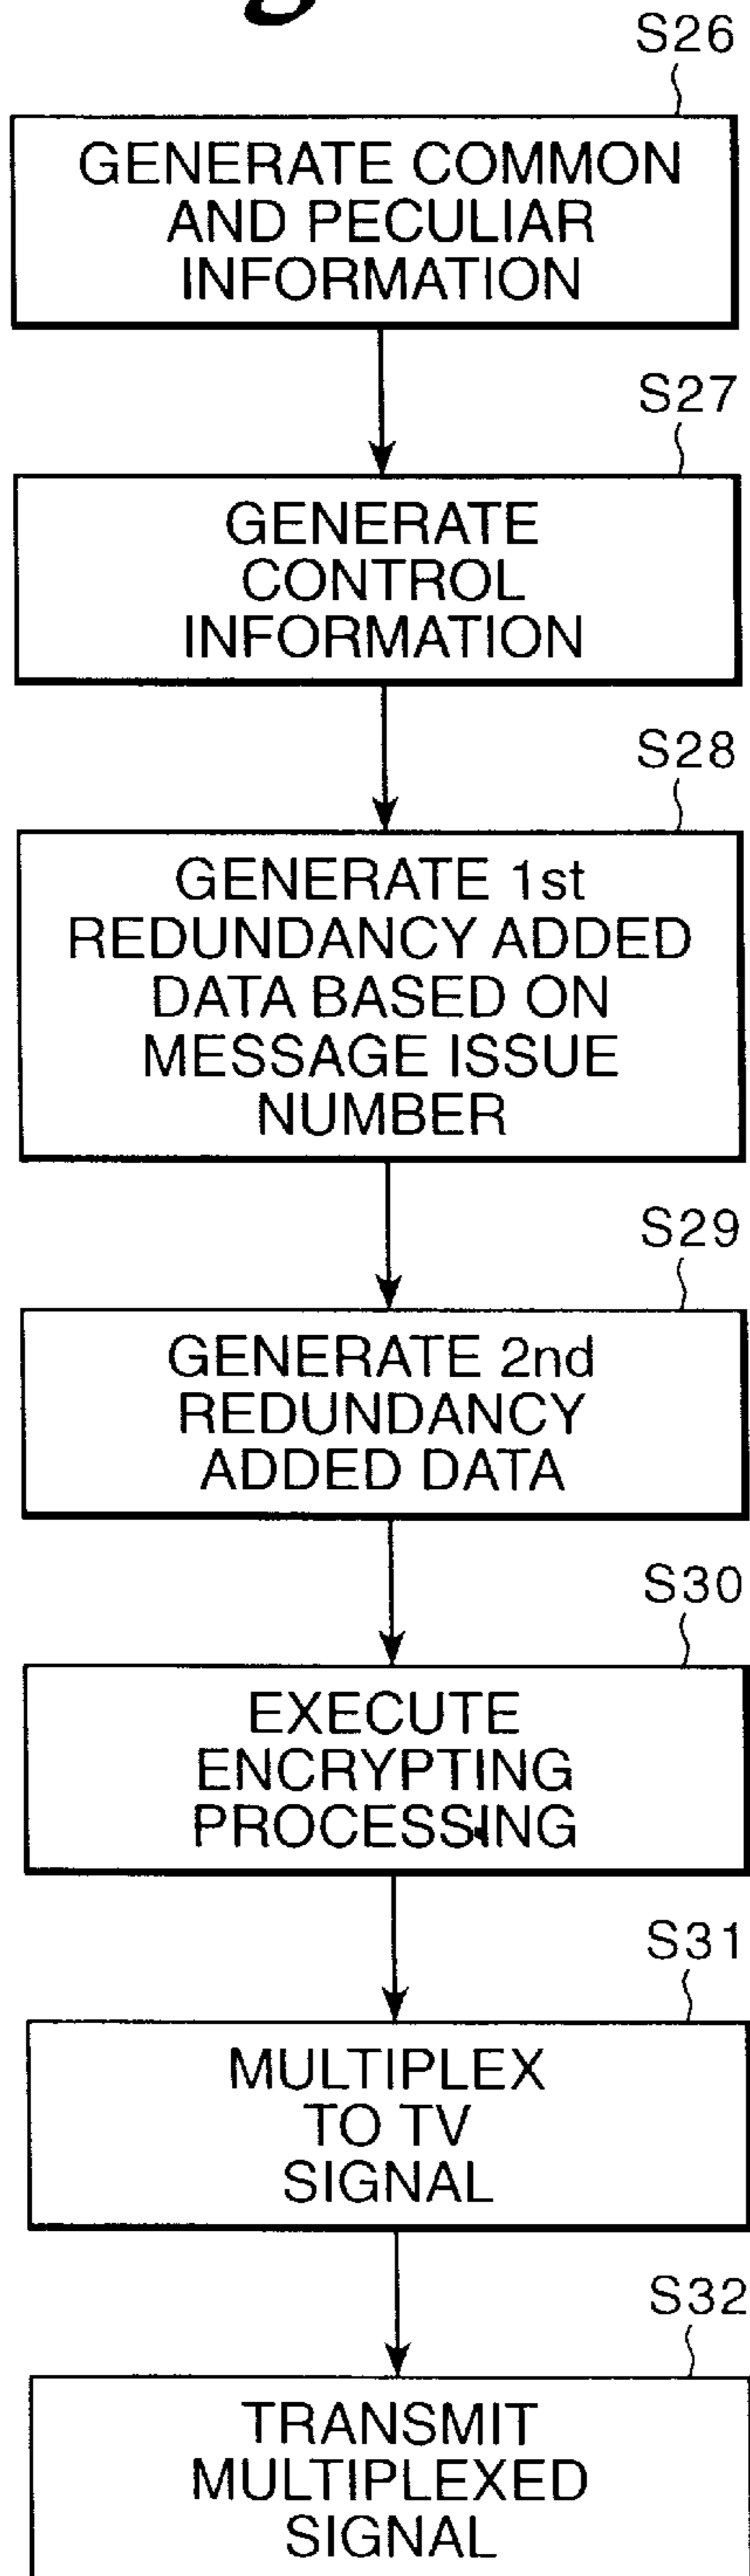 S26
GENERATE COMMON
AND PECULIAR
INFORMATION
S27
GENERATE
CONTROL
INFORMATION
S28
GENERATE 1st
REDUNDANCY ADDED
DATA BASED ON
MESSAGE ISSUE
NUMBER
S29
GENERATE 2nd
REDUNDANCY
ADDED DATA
S30
EXECUTE
ENCRYPTING
PROCESSING
S31
MULTIPLEX
TO TV
SIGNAL
S32
TRANSMIT
MULTIPLEXED
SIGNAL